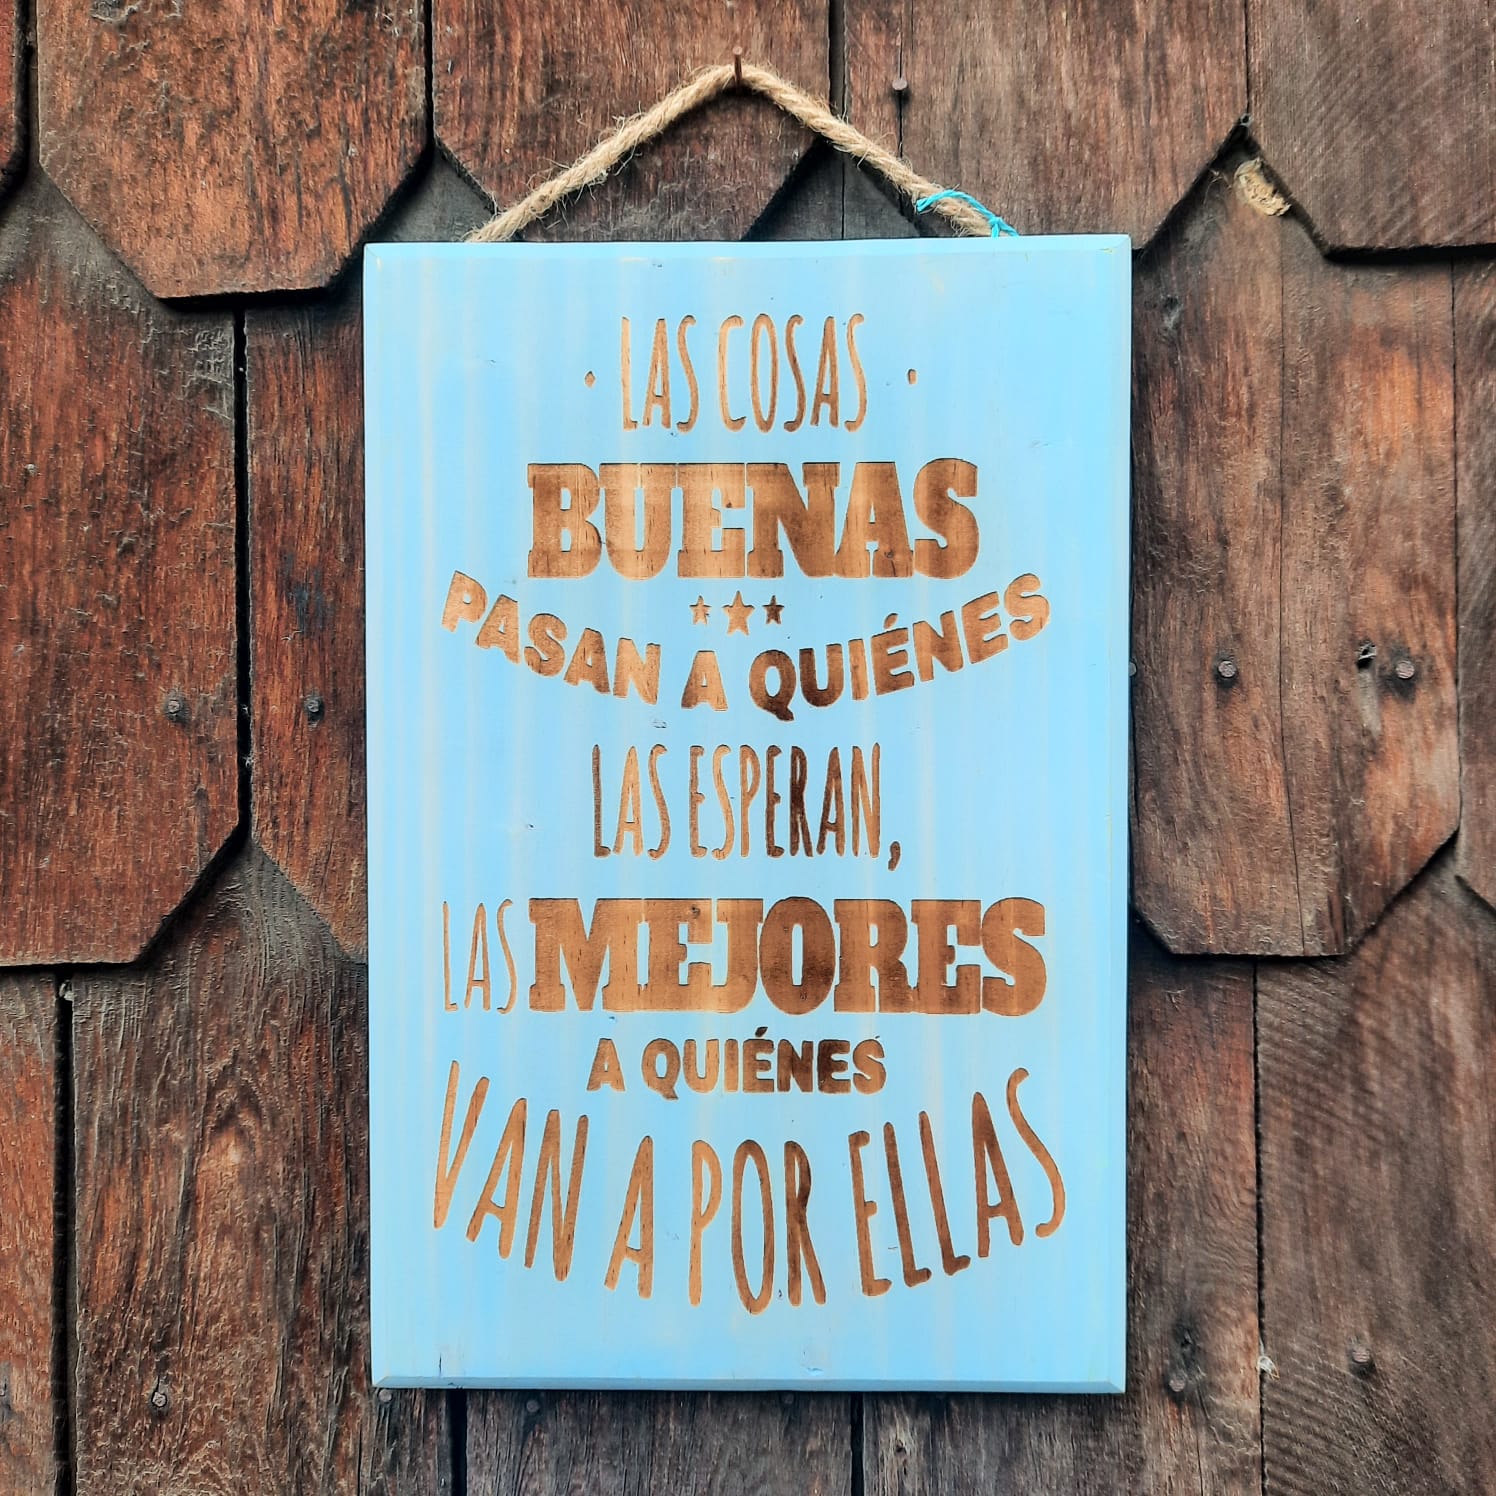 · LAS COSAS ·
BUENAS
PASAN A QUIÉNES
LAS ESPERAN,
LAS MEJORES
A QUIÉNES
VAN A POR ELLAS